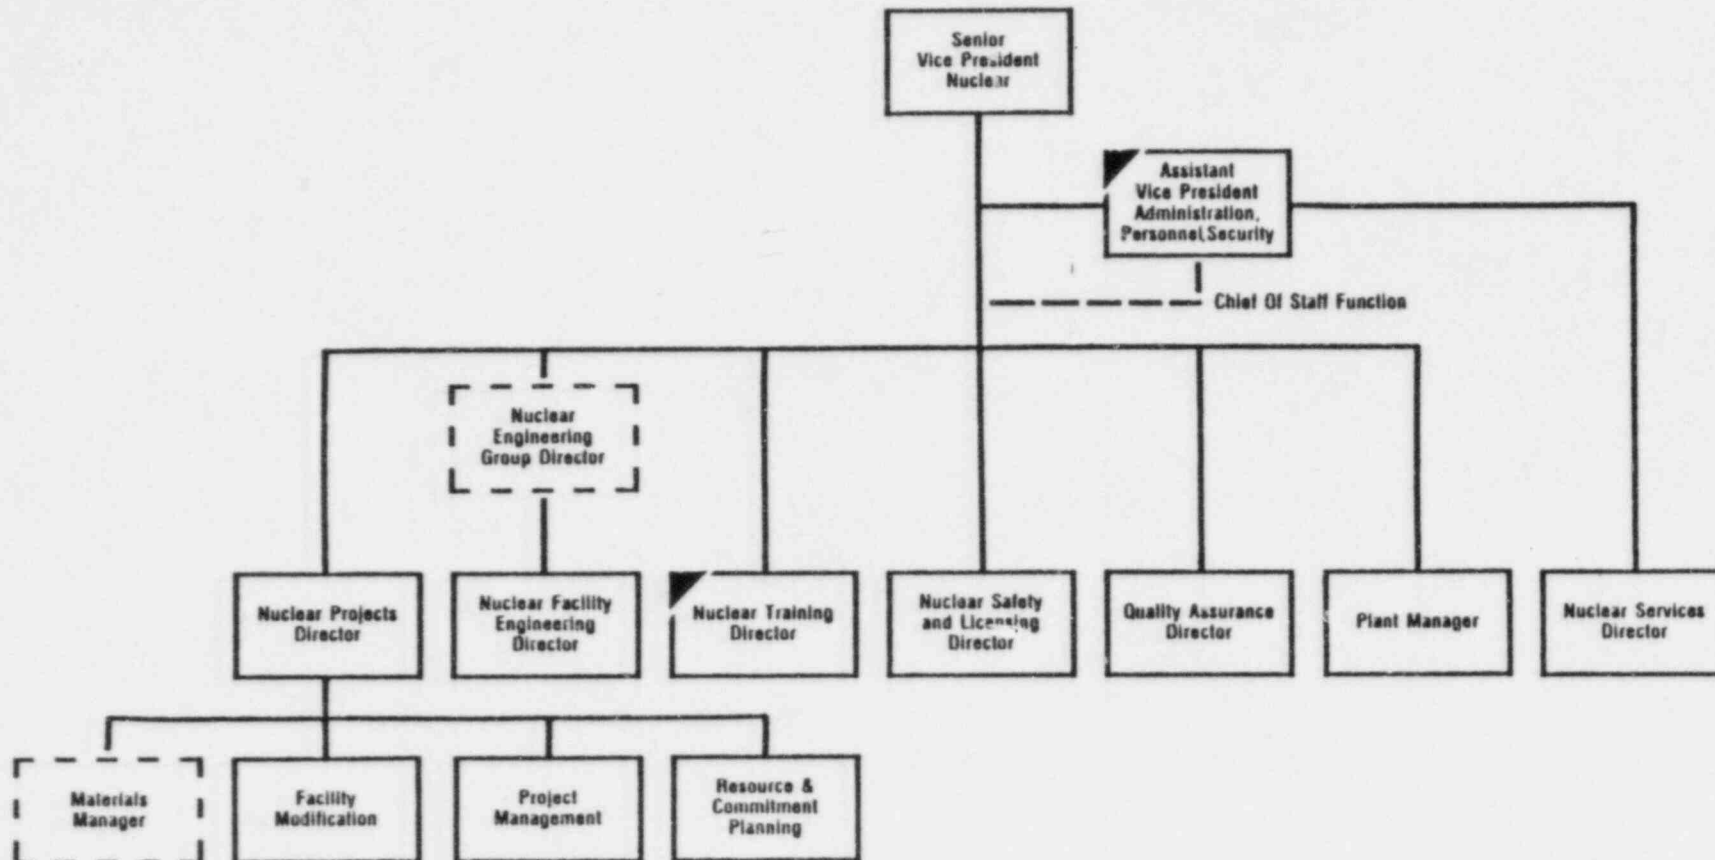 Senior
Vice President
Nuclear
Assistant
Vice President
Administration,
Personnel,Security
Chief Of Staff Function
Nuclear
Engineering
Group Director
Nuclear Projects
Director
Nuclear Facility
Engineering
Director
Nuclear Training
Director
Nuclear Safety
and Licensing
Director
Quality Assurance
Director
Plant Manager
Nuclear Services
Director
Materials
Manager
Facility
Modification
Project
Management
Resource &
Commitment
Planning